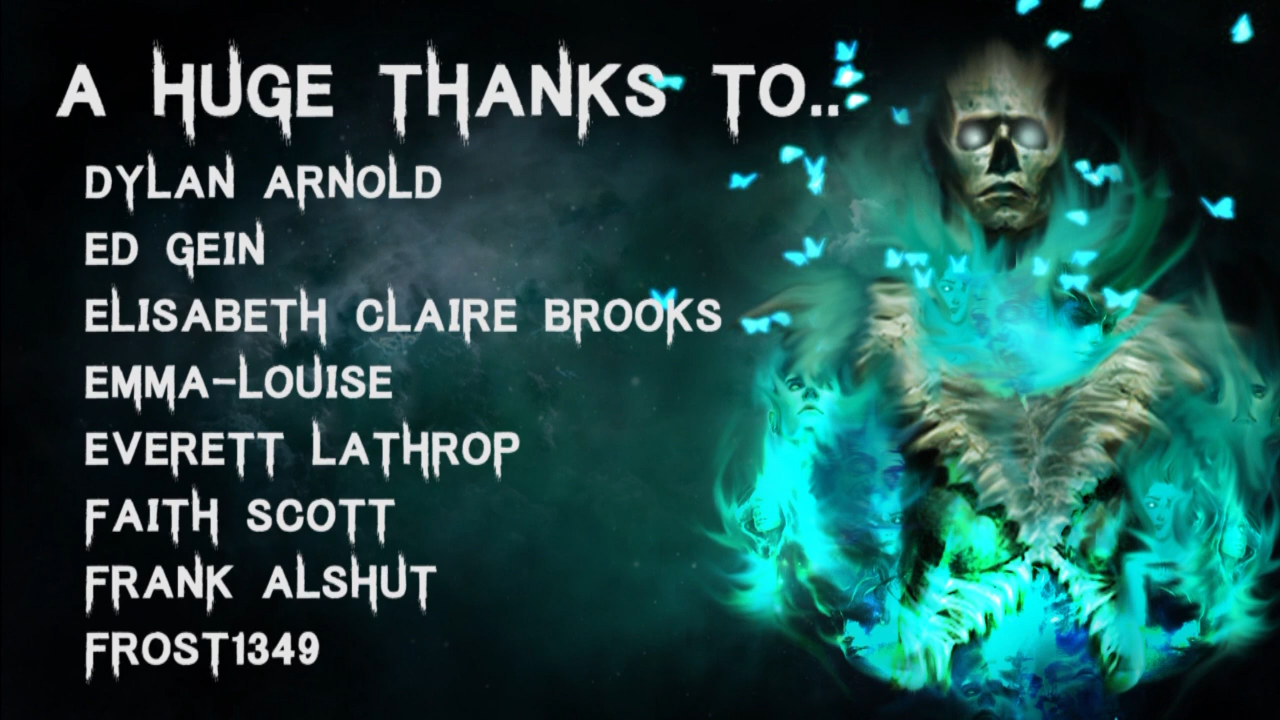 A HUGE THANKS TO..
DYLAN ARNOLD
ED GEIN
ELISABETH CLAIRE BROOKS
EMMA-LOUISE
EVERETT LATHROP
FAITH SCOTT
FRANK ALSHUT
FROST1349